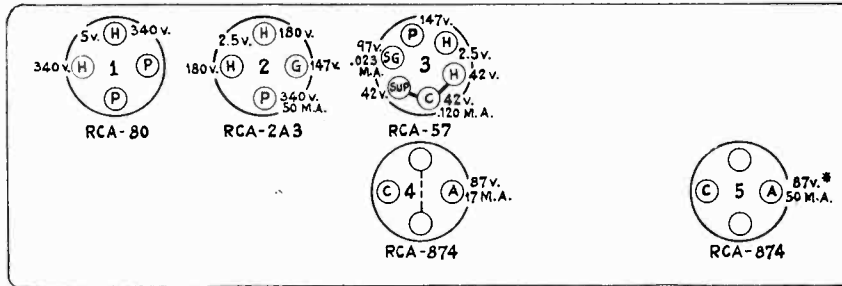 5v. H 340v.
340v. H 1 P
P
RCA-80
2.5v. H 180v.
180v. H 2 G 147v.
P 340v.
50 M.A.
RCA-2A3
147v.
P H 2.5v.
97v. SG 3 H 42v.
.023 M.A.
42v. SUP C 42v.
.120 M.A.
RCA-57
C 4 A 87v.
17 M.A.
RCA-874
C 5 A 87v.*
50 M.A.
RCA-874